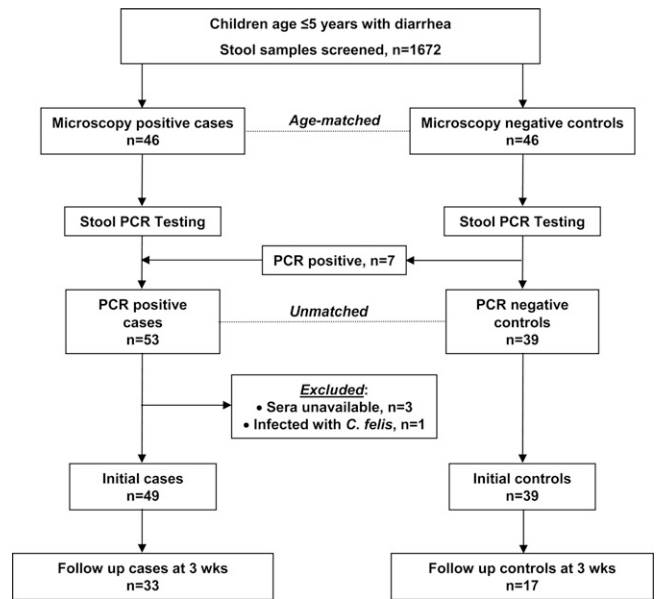 Children age ≤5 years with diarrhea
Stool samples screened, n=1672
Microscopy positive cases
n=46
Age-matched
Microscopy negative controls
n=46
Stool PCR Testing
Stool PCR Testing
PCR positive, n=7
PCR positive
cases
n=53
Unmatched
PCR negative
controls
n=39
Excluded:
• Sera unavailable, n=3
• Infected with C. felis, n=1
Initial cases
n=49
Initial controls
n=39
Follow up cases at 3 wks
n=33
Follow up controls at 3 wks
n=17